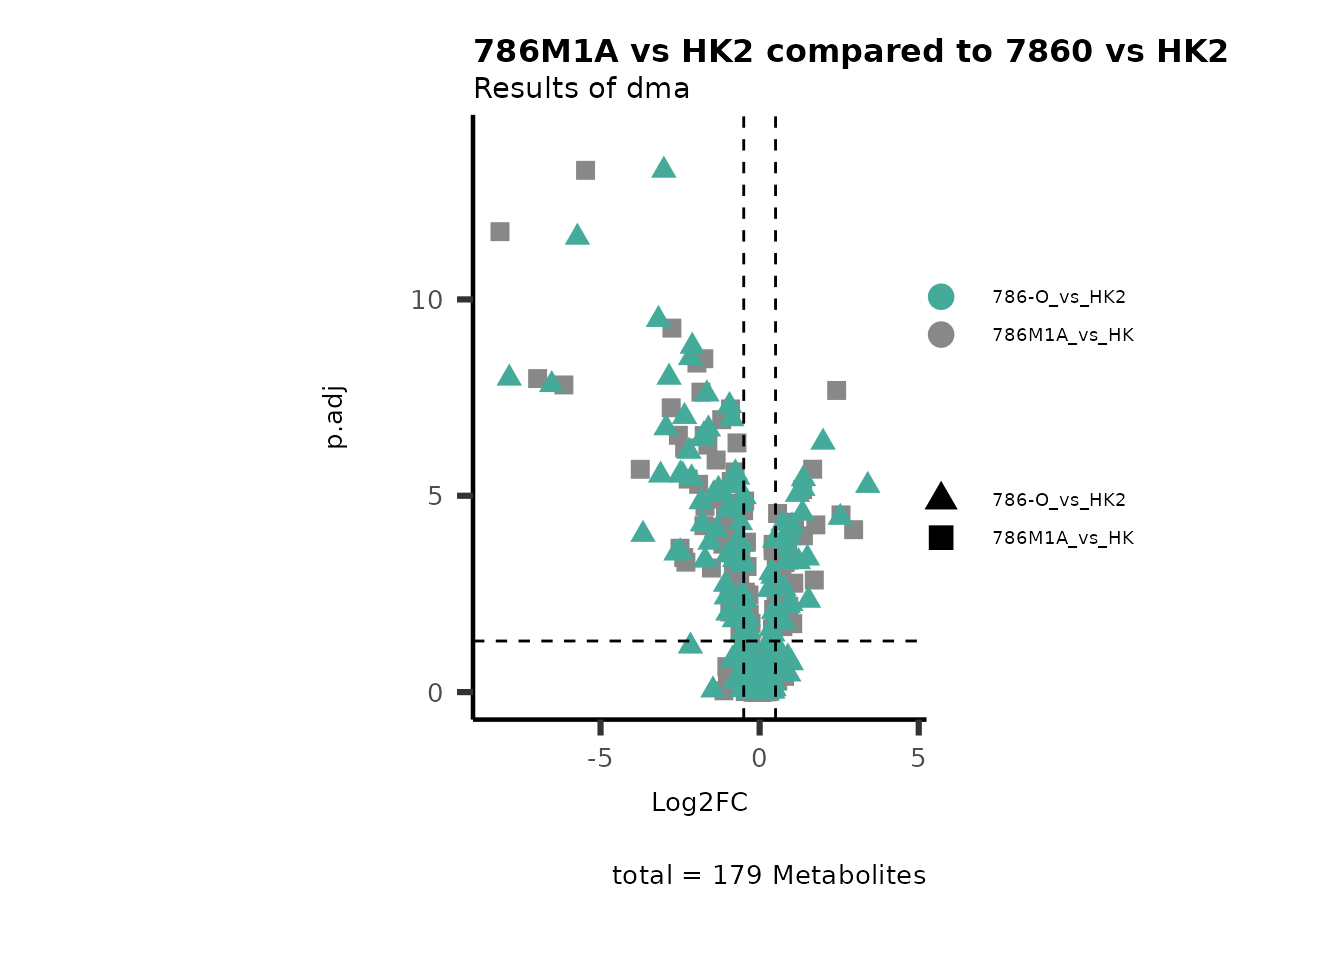 786M1A vs HK2 compared to 7860 vs HK2
Results of dma
p.adj
10
5
0
-5
0
5
Log2FC
786-O_vs_HK2
786M1A_vs_HK
786-O_vs_HK2
786M1A_vs_HK
total = 179 Metabolites